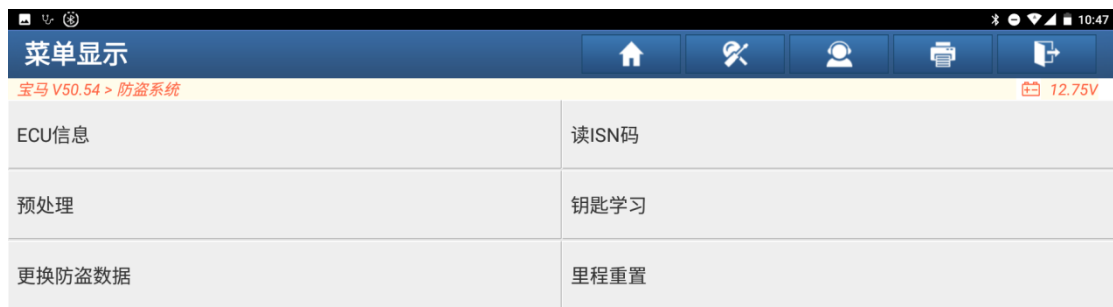 10:47
菜单显示
宝马 V50.54 > 防盗系统
12.75V
ECU信息
读ISN码
预处理
钥匙学习
更换防盗数据
里程重置